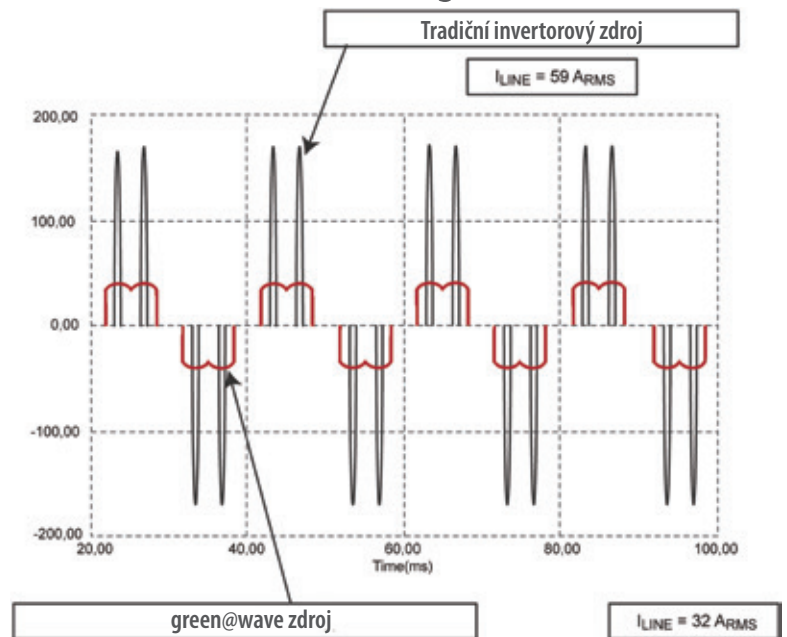 Tradiční invertorový zdroj
ILINE = 59 ARMS
200,00
100,00
0,00
-100,00
-200,00
20,00 40,00 60,00 80,00 100,00
Time(ms)
green@wave zdroj
ILINE = 32 ARMS